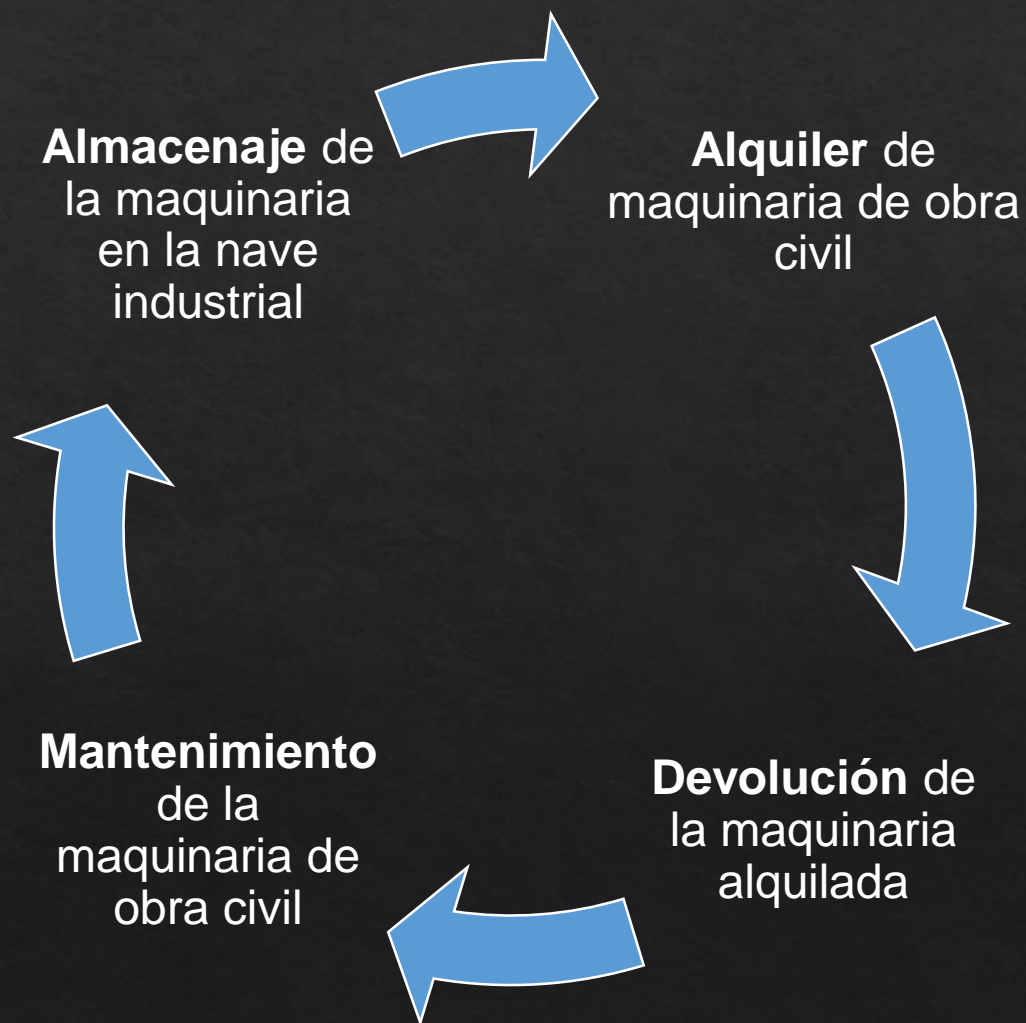 Almacenaje de
la maquinaria
en la nave
industrial
Alquiler de
maquinaria de obra
civil
Devolución de
la maquinaria
alquilada
Mantenimiento
de la
maquinaria de
obra civil